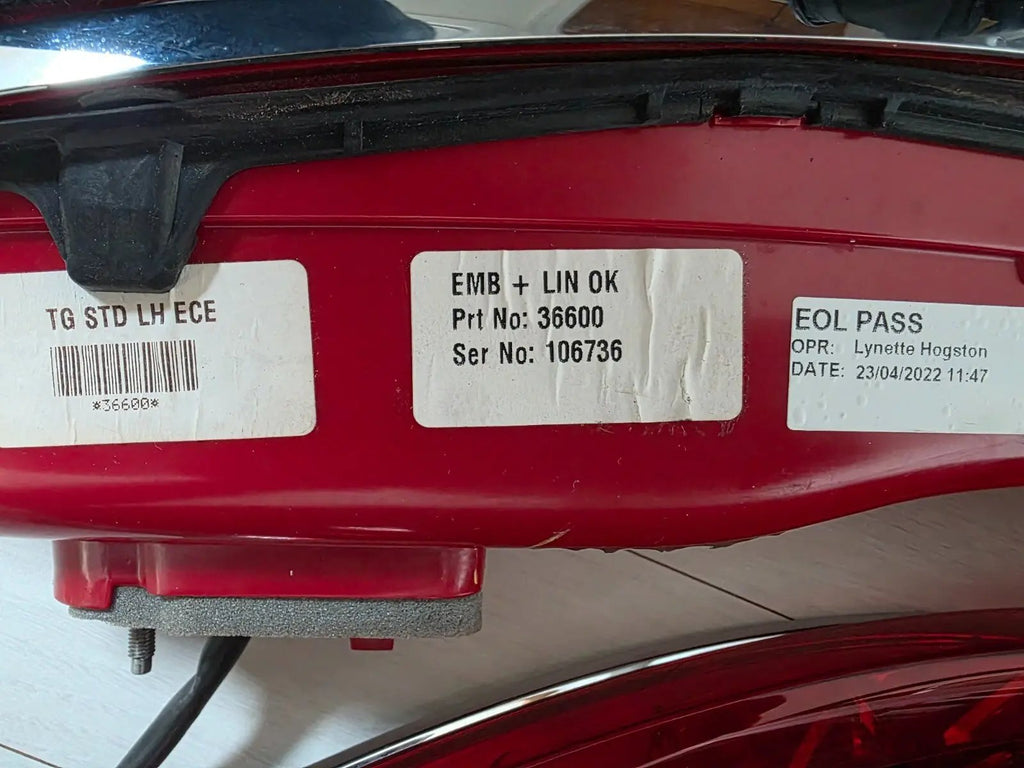 TG STD LH ECE
*36600*
EMB + LIN OK
Prt No: 36600
Ser No: 106736
EOL PASS
OPR: Lynette Hogston
DATE: 23/04/2022 11:47